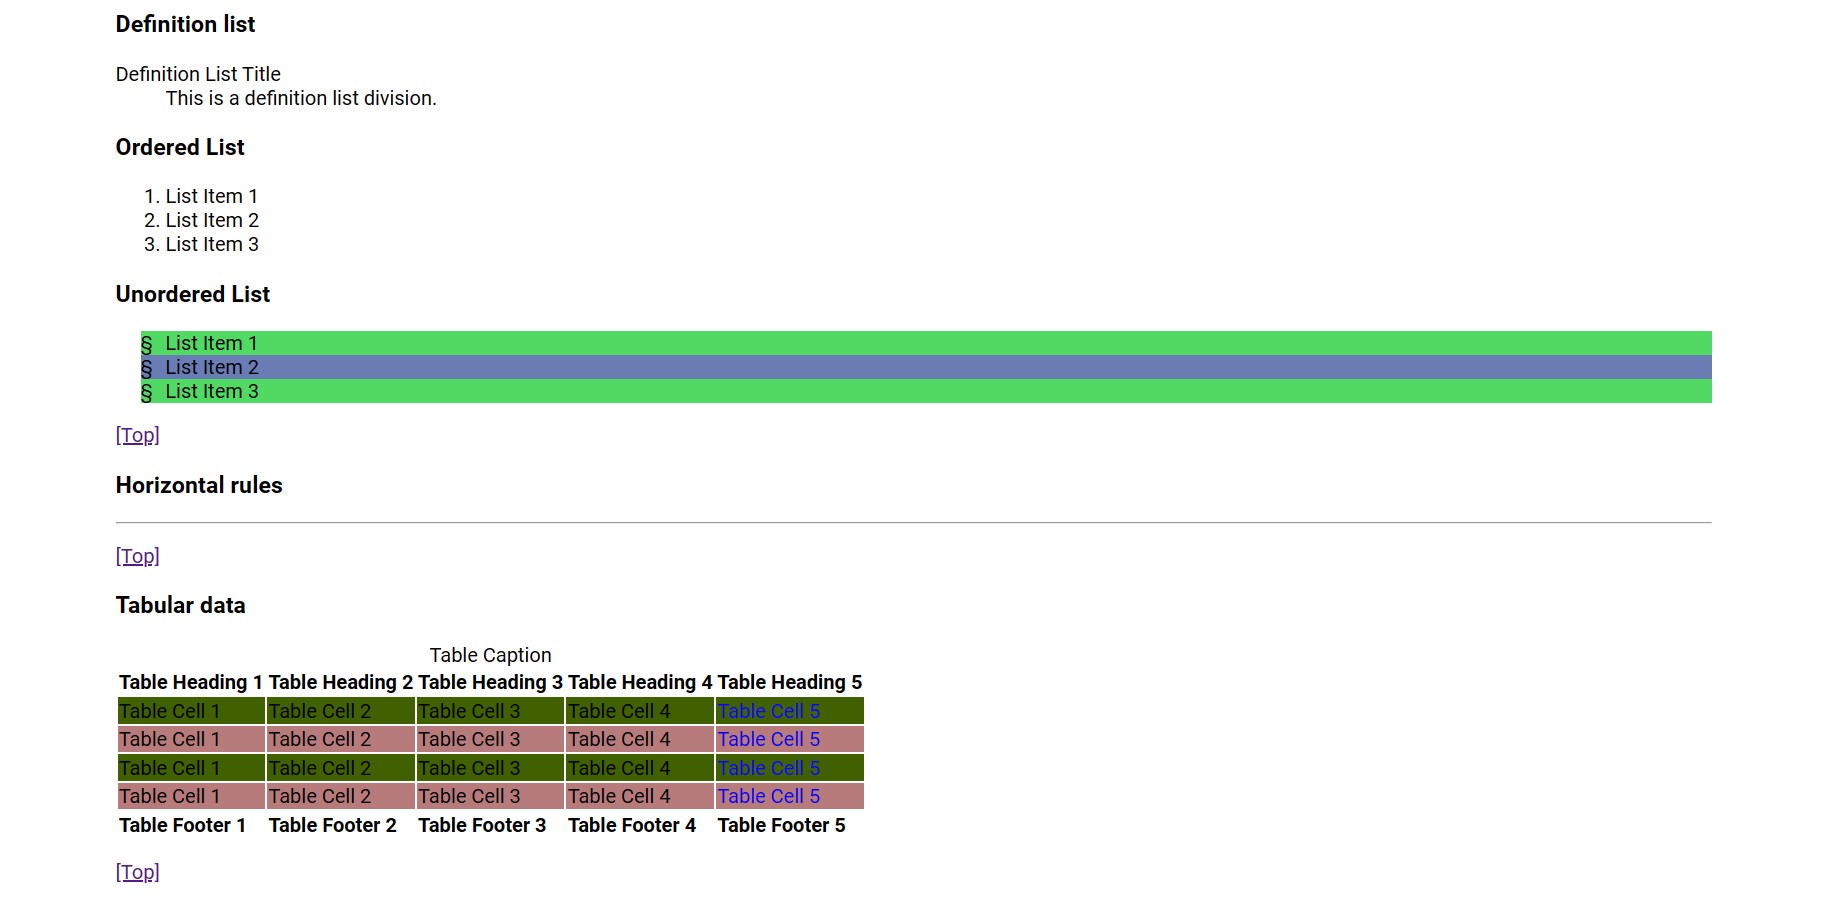 Definition list
Definition List Title
This is a definition list division.
Ordered List
1. List Item 1
2. List Item 2
3. List Item 3
Unordered List
§ List Item 1
§ List Item 2
§ List Item 3
[Top]
Horizontal rules
[Top]
Tabular data
Table Caption
Table Heading 1 Table Heading 2 Table Heading 3 Table Heading 4 Table Heading 5
Table Cell 1 Table Cell 2 Table Cell 3 Table Cell 4 Table Cell 5
Table Cell 1 Table Cell 2 Table Cell 3 Table Cell 4 Table Cell 5
Table Cell 1 Table Cell 2 Table Cell 3 Table Cell 4 Table Cell 5
Table Cell 1 Table Cell 2 Table Cell 3 Table Cell 4 Table Cell 5
Table Footer 1 Table Footer 2 Table Footer 3 Table Footer 4 Table Footer 5
[Top]